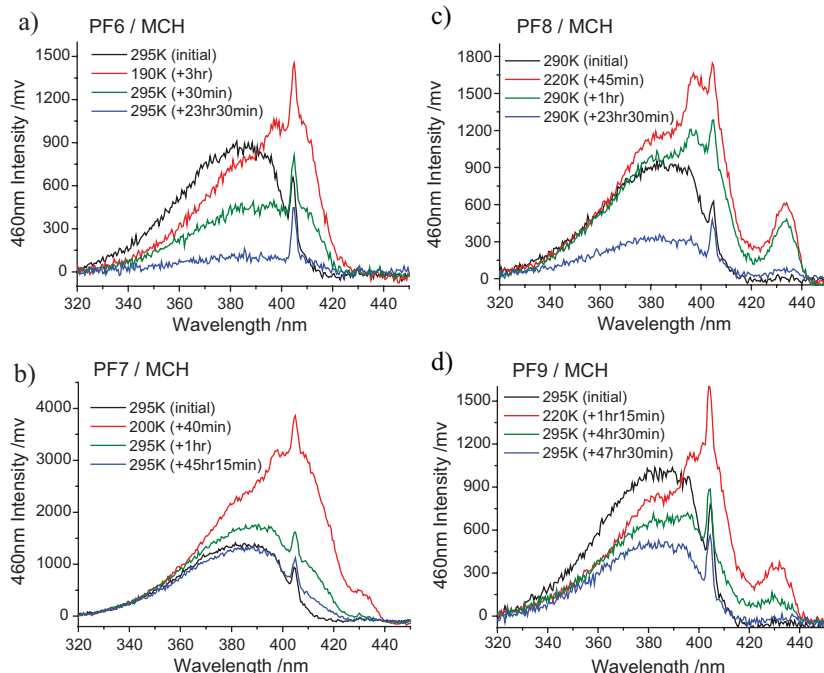 a)
PF6 / MCH
295K (initial)
190K (+3hr)
295K (+30min)
295K (+23hr30min)
460nm Intensity /mv
1500
1200
900
600
300
0
320 340 360 380 400 420 440
Wavelength /nm
c)
PF8 / MCH
290K (initial)
220K (+45min)
290K (+1hr)
290K (+23hr30min)
460nm Intensity /mv
1800
1500
1200
900
600
300
0
320 340 360 380 400 420 440
Wavelength /nm
b)
PF7 / MCH
295K (initial)
200K (+40min)
295K (+1hr)
295K (+45hr15min)
460nm Intensity /mv
4000
3000
2000
1000
0
320 340 360 380 400 420 440
Wavelength /nm
d)
PF9 / MCH
295K (initial)
220K (+1hr15min)
295K (+4hr30min)
295K (+47hr30min)
460nm Intensity /mv
1500
1200
900
600
300
0
320 340 360 380 400 420 440
Wavelength /nm